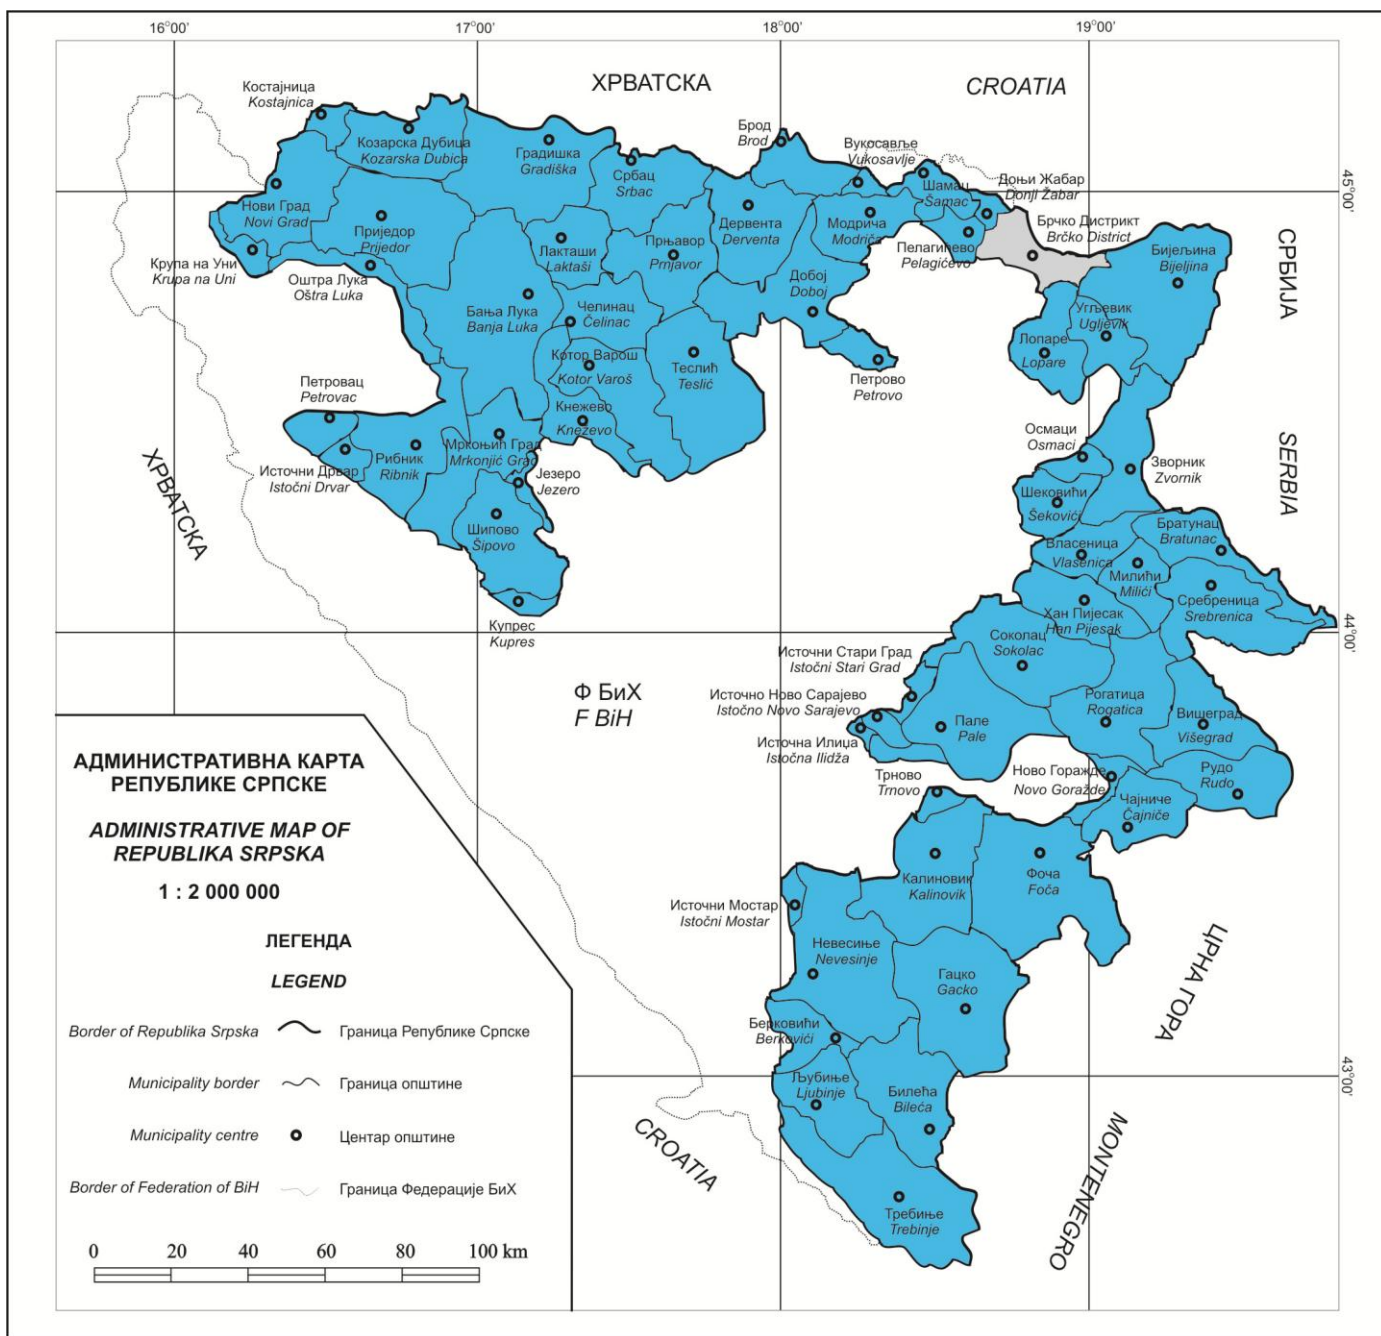 16°00'
17°00'
18°00'
19°00'
ХРВАТСКА
CROATIA
Костајница
Kostajnica
Козарска Дубица
Kozarska Dubica
Градишка
Gradiška
Србац
Srbac
Брод
Brod
Вукосавље
Vukosavlje
Шамац
Šamac
Доњи Жабар
Donji Žabar
45°00'
Брчко Дистрикт
Brčko District
Нови Град
Novi Grad
Приједор
Prijedor
Дервента
Derventa
Модрича
Modriča
Пелагићево
Pelagićevo
Бијељина
Bijeljina
СРБИЈА
Крупа на Уни
Krupa na Uni
Оштра Лука
Oštra Luka
Лакташи
Laktaši
Прњавор
Prnjavor
Добој
Doboj
Бања Лука
Banja Luka
Челинац
Čelinac
Угљевик
Ugljevik
Лопаре
Lopare
Котор Варош
Kotor Varoš
Теслић
Teslić
Петрово
Petrovo
Петровац
Petrovac
Кнежево
Kneževo
Осмаци
Osmaci
SERBIA
Мркоњић Град
Mrkonjić Grad
Рибник
Ribnik
Источни Дрвар
Istočni Drvar
Језеро
Jezero
Зворник
Zvornik
ХРВАТСКА
Шековићи
Šekovići
Шипово
Šipovo
Братунац
Bratunac
Власеница
Vlasenica
Милићи
Milići
Сребреница
Srebrenica
Хан Пијесак
Han Pijesak
Купрес
Kupres
44°00'
Соколац
Sokolac
Источни Стари Град
Istočni Stari Grad
Ф БиХ
F BiH
Источно Ново Сарајево
Istočno Novo Sarajevo
Рогатица
Rogatica
Вишеград
Višegrad
Пале
Pale
Источна Илиџа
Istočna Ilidža
Трново
Trnovo
Ново Горажде
Novo Goražde
Рудо
Rudo
Чајниче
Čajniče
АДМИНИСТРАТИВНА КАРТА
РЕПУБЛИКЕ СРПСКЕ
ADMINISTRATIVE MAP OF
REPUBLIKA SRPSKA
1 : 2 000 000
Калиновик
Kalinovik
Фоча
Foča
Источни Мостар
Istočni Mostar
Невесиње
Nevesinje
Гацко
Gacko
ЦРНА ГОРА
Берковићи
Berkovići
Љубиње
Ljubinje
Билећа
Bileća
43°00'
CROATIA
MONTENEGRO
Требиње
Trebinje
ЛЕГЕНДА
LEGEND
Border of Republika Srpska
Граница Републике Српске
Municipality border
Граница општине
Municipality centre
Центар општине
Border of Federation of BiH
Граница Федерације БиХ
0 20 40 60 80 100 km